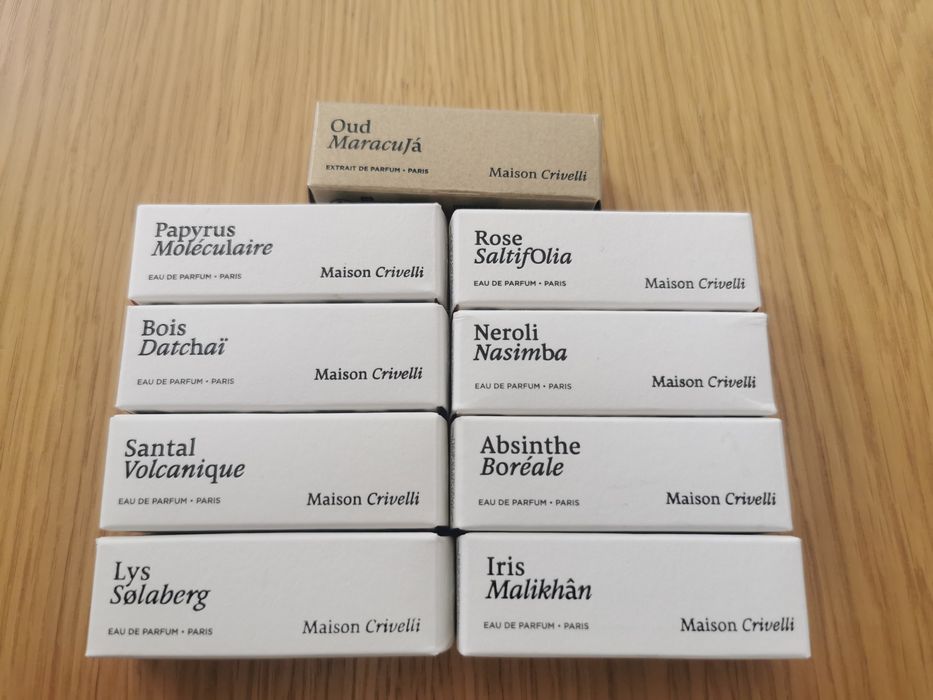 Oud
MaracuJá
EXTRAIT DE PARFUM • PARIS
Maison Crivelli
Papyrus
Moléculaire
EAU DE PARFUM • PARIS
Maison Crivelli
Rose
SaltifOlia
EAU DE PARFUM • PARIS
Maison Crivelli
Bois
Datchaï
EAU DE PARFUM • PARIS
Maison Crivelli
Neroli
Nasimba
EAU DE PARFUM • PARIS
Maison Crivelli
Santal
Volcanique
EAU DE PARFUM • PARIS
Maison Crivelli
Absinthe
Boréale
EAU DE PARFUM • PARIS
Maison Crivelli
Lys
Sølaberg
EAU DE PARFUM • PARIS
Maison Crivelli
Iris
Malikhân
EAU DE PARFUM • PARIS
Maison Crivelli